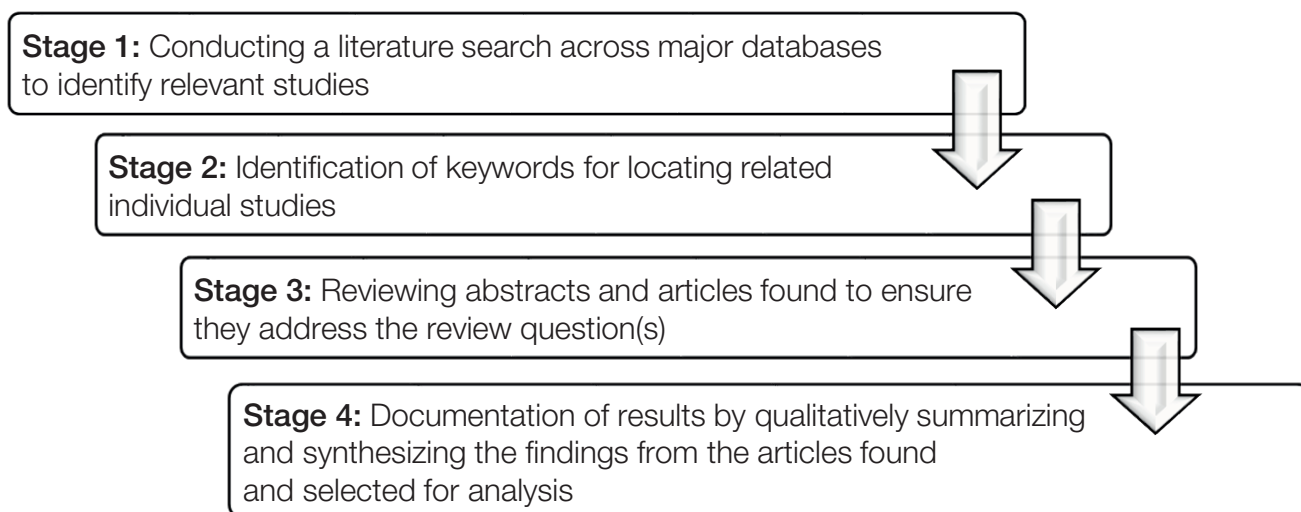 Stage 1: Conducting a literature search across major databases
to identify relevant studies
Stage 2: Identification of keywords for locating related
individual studies
Stage 3: Reviewing abstracts and articles found to ensure
they address the review question(s)
Stage 4: Documentation of results by qualitatively summarizing
and synthesizing the findings from the articles found
and selected for analysis